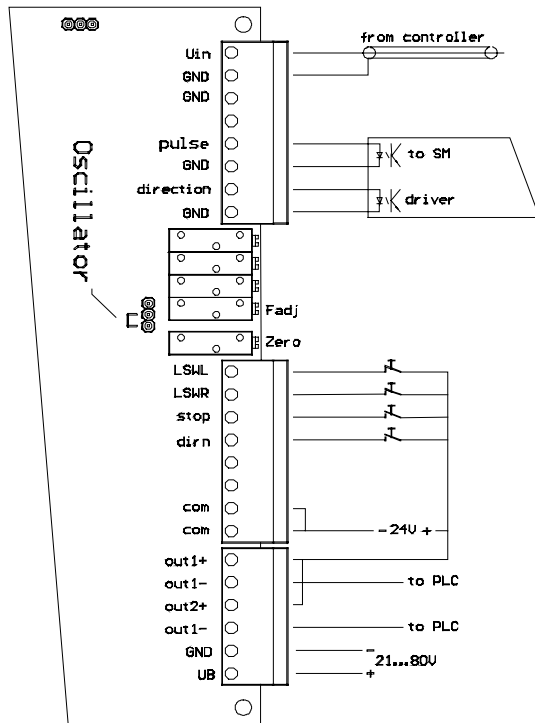 from controller
Uin
GND
GND
pulse
GND
to SM
direction
driver
GND
Oscillator
Fadj
Zero
LSWL
LSWR
stop
dirn
com
com
- 24V +
out1+
out1-
to PLC
out2+
out1-
to PLC
GND
-
21...80V
UB
+